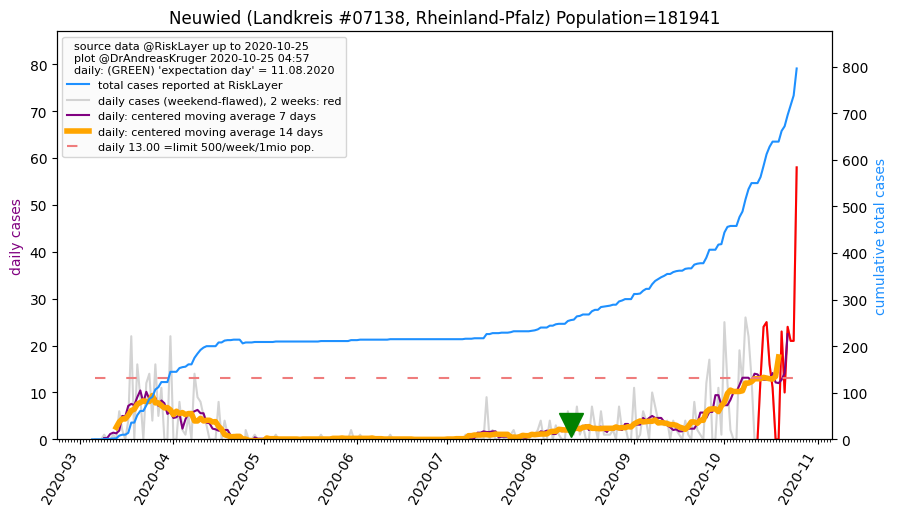 Neuwied (Landkreis #07138, Rheinland-Pfalz) Population=181941
source data @RiskLayer up to 2020-10-25
plot @DrAndreasKruger 2020-10-25 04:57
daily: (GREEN) 'expectation day' = 11.08.2020
total cases reported at RiskLayer
daily cases (weekend-flawed), 2 weeks: red
daily: centered moving average 7 days
daily: centered moving average 14 days
daily 13.00 =limit 500/week/1mio pop.
daily cases
80
70
60
50
40
30
20
10
0
cumulative total cases
800
700
600
500
400
300
200
100
0
2020-03
2020-04
2020-05
2020-06
2020-07
2020-08
2020-09
2020-10
2020-11